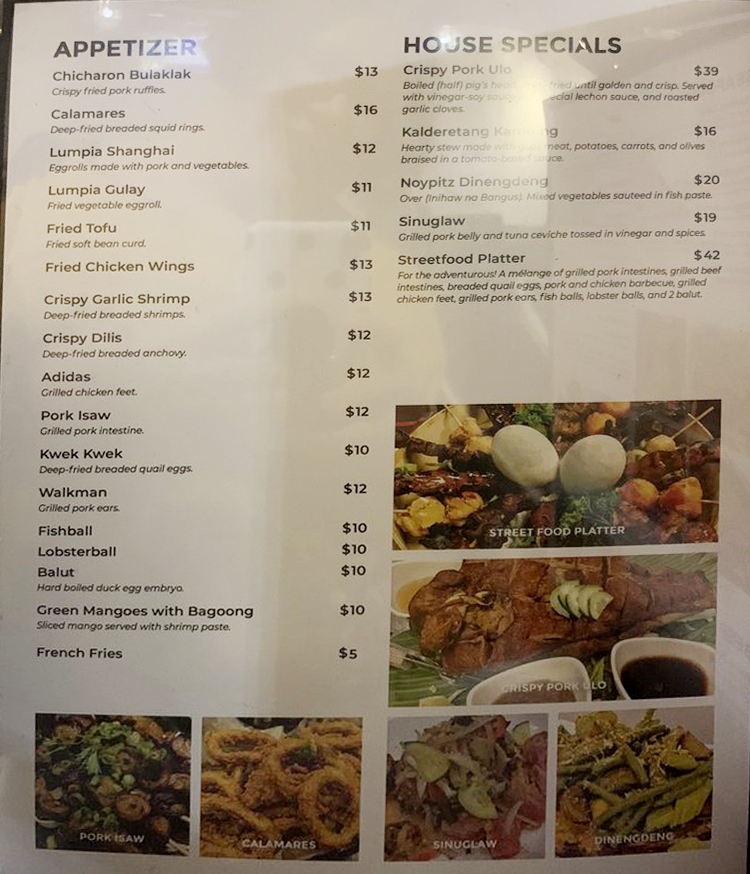 APPETIZER
Chicharon Bulaklak $13
Crispy fried pork ruffles.
Calamares $16
Deep-fried breaded squid rings.
Lumpia Shanghai $12
Eggrolls made with pork and vegetables.
Lumpia Gulay $11
Fried vegetable eggroll.
Fried Tofu $11
Fried soft bean curd.
Fried Chicken Wings $13
Crispy Garlic Shrimp $13
Deep-fried breaded shrimps.
Crispy Dilis $12
Deep-fried breaded anchovy.
Adidas $12
Grilled chicken feet.
Pork Isaw $12
Grilled pork intestine.
Kwek Kwek $10
Deep-fried breaded quail eggs.
Walkman $12
Grilled pork ears.
Fishball $10
Lobsterball $10
Balut $10
Hard boiled duck egg embryo.
Green Mangoes with Bagoong $10
Sliced mango served with shrimp paste.
French Fries $5
PORK ISAW
CALAMARES
HOUSE SPECIALS
Crispy Pork Ulo $39
Boiled (half) pig's head, fried until golden and crisp. Served
with vinegar-soy lechon sauce, and roasted
garlic cloves.
Kalderetang $16
Hearty stew made with meat, potatoes, carrots, and olives
braised in a tomato-based sauce.
Noypitz Dinengdeng $20
Over (Inihaw na Bangus). Mixed vegetables sauteed in fish paste.
Sinuglaw $19
Grilled pork belly and tuna ceviche tossed in vinegar and spices.
Streetfood Platter $42
For the adventurous! A mélange of grilled pork intestines, grilled beef
intestines, breaded quail eggs, pork and chicken barbecue, grilled
chicken feet, grilled pork ears, fish balls, lobster balls, and 2 balut.
STREET FOOD PLATTER
CRISPY PORK ULO
SINUGLAW
DINENGDENG